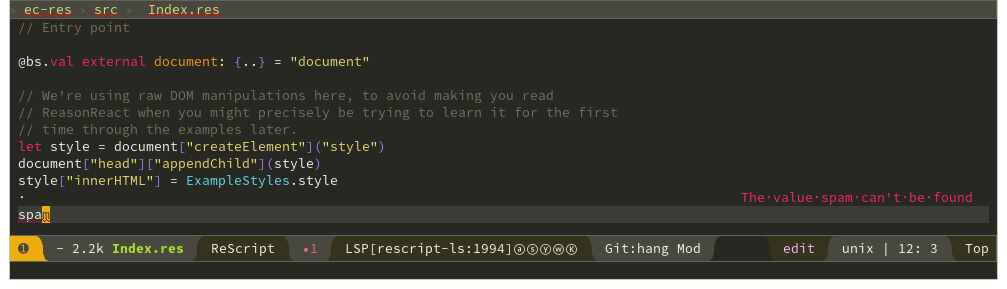 › ec-res › src › Index.res
// Entry point
@bs.val external document: {..} = "document"
// We're using raw DOM manipulations here, to avoid making you read
// ReasonReact when you might precisely be trying to learn it for the first
// time through the examples later.
let style = document["createElement"]("style")
document["head"]["appendChild"](style)
style["innerHTML"] = ExampleStyles.style
The·value·spam·can't·be·found
spam
❶ - 2.2k Index.res ReScript •1 LSP[rescript-ls:1994]ⓐⓢⓨⓦⓀ Git:hang Mod edit unix | 12: 3 Top